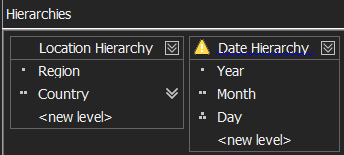 Hierarchies
Location Hierarchy
Region
Country
<new level>
Date Hierarchy
Year
Month
Day
<new level>